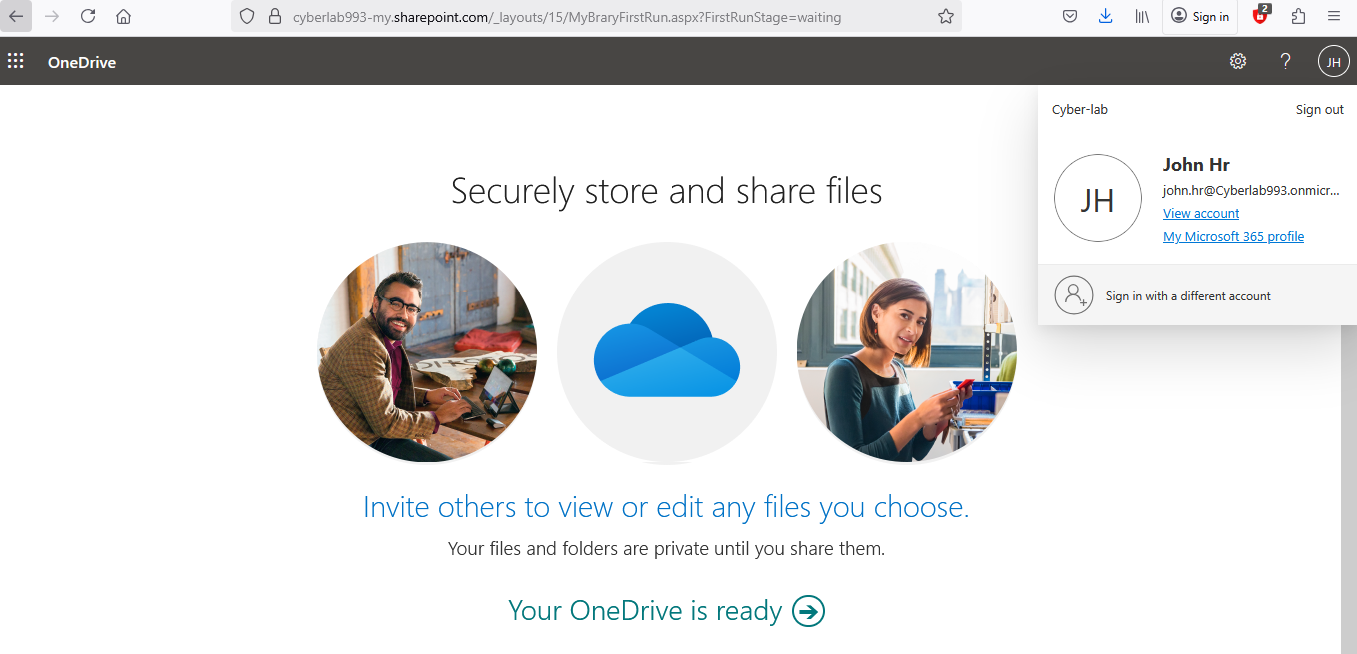 cyberlab993-my.sharepoint.com/_layouts/15/MyBraryFirstRun.aspx?FirstRunStage=waiting
Sign in
2
OneDrive
?
JH
Cyber-lab
Sign out
JH
John Hr
john.hr@Cyberlab993.onmicr...
View account
My Microsoft 365 profile
Sign in with a different account
Securely store and share files
Invite others to view or edit any files you choose.
Your files and folders are private until you share them.
Your OneDrive is ready